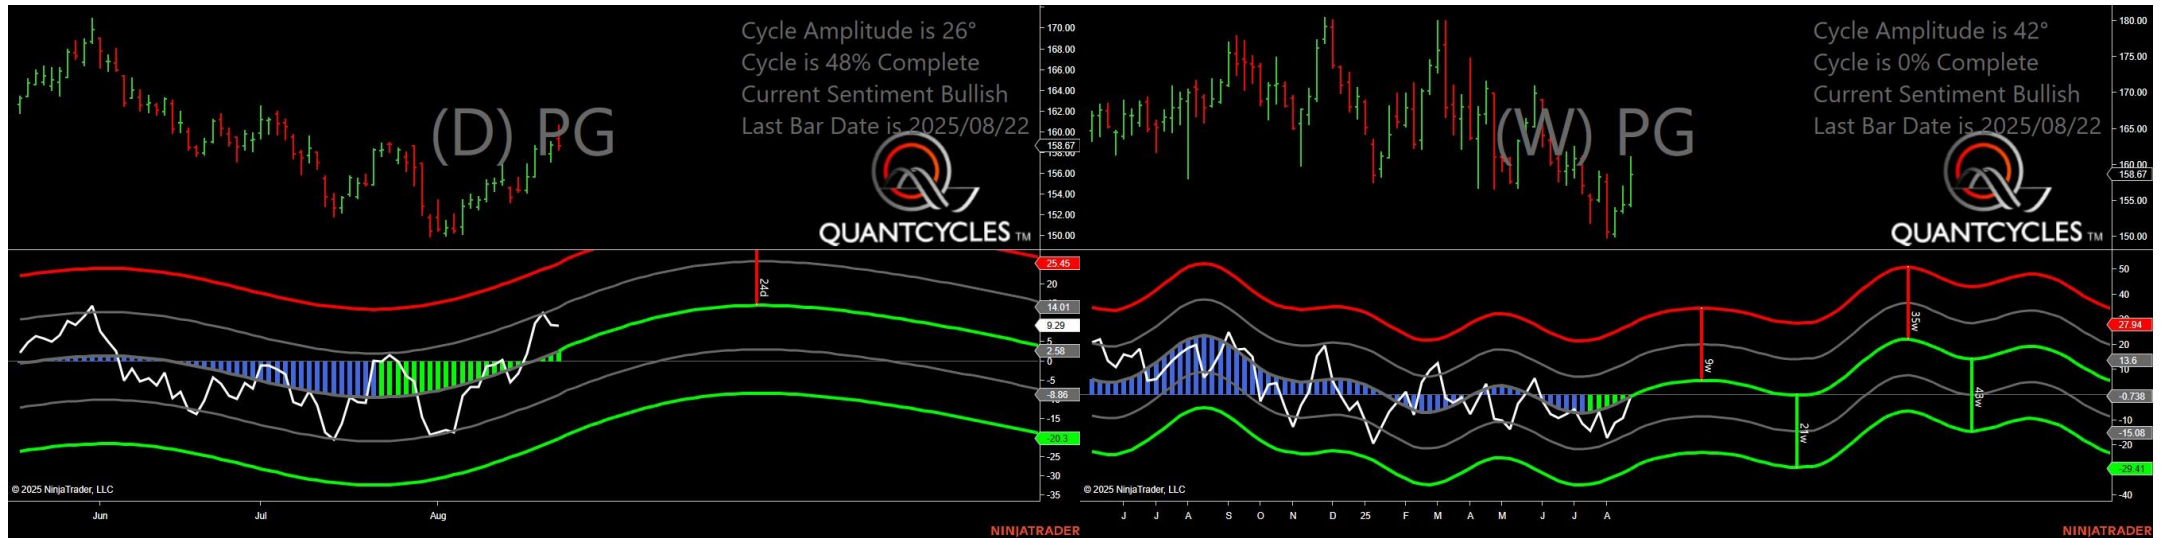 Cycle Amplitude is 26°
Cycle is 48% Complete
Current Sentiment Bullish
Last Bar Date is 2025/08/22
(D) PG
QUANTCYCLES TM
170.00
168.00
166.00
164.00
162.00
160.00
158.67
158.00
156.00
154.00
152.00
150.00
24d
25.45
20
14.01
9.29
5
2.58
0
-5
-8.86
-15
-20.3
-25
-30
-35
© 2025 NinjaTrader, LLC
Jun
Jul
Aug
NINJATRADER
Cycle Amplitude is 42°
Cycle is 0% Complete
Current Sentiment Bullish
Last Bar Date is 2025/08/22
(W) PG
QUANTCYCLES TM
180.00
175.00
170.00
165.00
160.00
158.67
155.00
150.00
9w
21w
35w
43w
50
40
27.94
20
13.6
10
-0.738
-10
-15.08
-20
-29.41
-40
© 2025 NinjaTrader, LLC
J J A S O N D 25 F M A M J J A
NINJATRADER